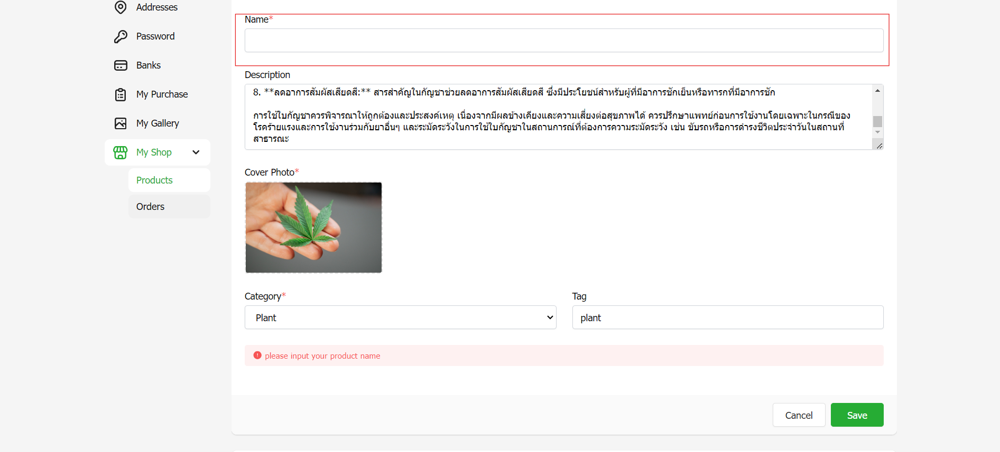 Addresses
Password
Banks
My Purchase
My Gallery
My Shop
Products
Orders
Name*
Description
8. **ลดอาการสัมผัสเสียดสี:** สารสำคัญในกัญชาช่วยลดอาการสัมผัสเสียดสี ซึ่งมีประโยชน์สำหรับผู้ที่มีอาการชักเย็นหรือทารกที่มีอาการชัก
การใช้ใบกัญชาควรพิจารณาให้ถูกต้องและประสงค์เหตุ เนื่องจากมีผลข้างเคียงและความเสี่ยงต่อสุขภาพได้ ควรปรึกษาแพทย์ก่อนการใช้งานโดยเฉพาะในกรณีของ
โรคร้ายแรงและการใช้งานร่วมกับยาอื่นๆ และระมัดระวังในการใช้ใบกัญชาในสถานการณ์ที่ต้องการความระมัดระวัง เช่น ขับรถหรือการดำรงชีวิตประจำวันในสถานที่
สาธารณะ
Cover Photo*
Category*
Plant
Tag
plant
please input your product name
Cancel
Save